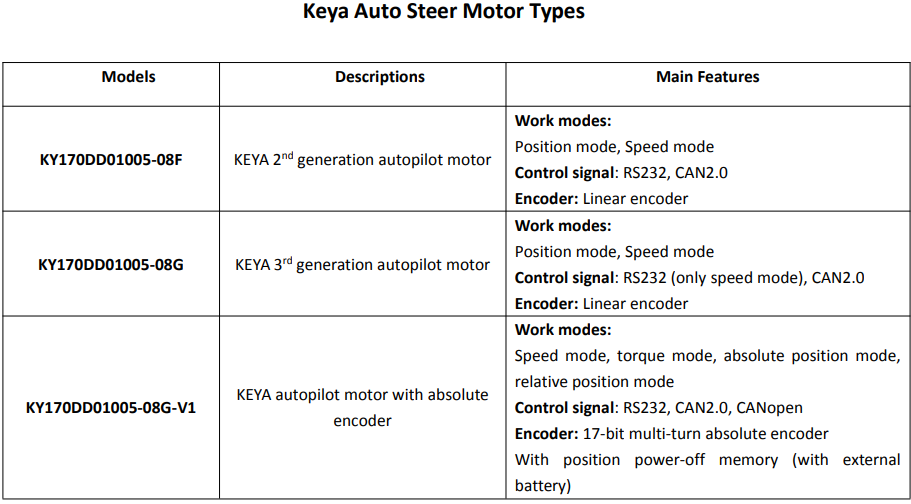 Keya Auto Steer Motor Types
Models Descriptions Main Features
KY170DD01005-08F
KEYA 2nd generation autopilot motor
Work modes:
Position mode, Speed mode
Control signal: RS232, CAN2.0
Encoder: Linear encoder
KY170DD01005-08G
KEYA 3rd generation autopilot motor
Work modes:
Position mode, Speed mode
Control signal: RS232 (only speed mode), CAN2.0
Encoder: Linear encoder
KY170DD01005-08G-V1
KEYA autopilot motor with absolute
encoder
Work modes:
Speed mode, torque mode, absolute position mode,
relative position mode
Control signal: RS232, CAN2.0, CANopen
Encoder: 17-bit multi-turn absolute encoder
With position power-off memory (with external
battery)